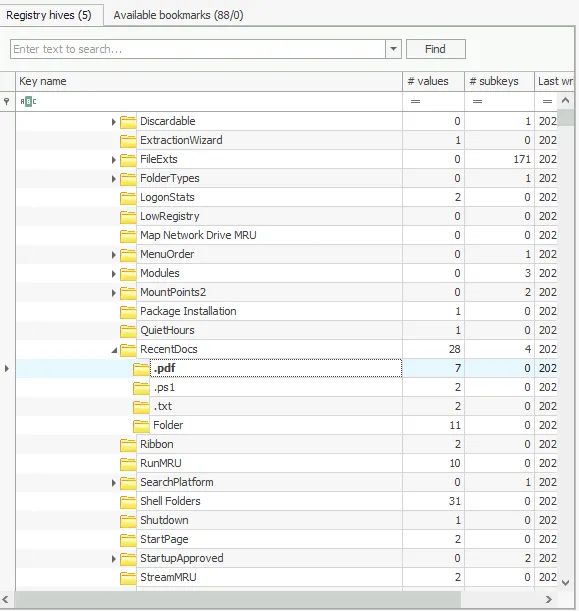 Registry hives (5) Available bookmarks (88/0)
Enter text to search... Find
Key name # values # subkeys Last wr
ABC = = =
Discardable 0 1 202
ExtractionWizard 1 0 202
FileExts 0 171 202
FolderTypes 0 1 202
LogonStats 2 0 202
LowRegistry 0 0 202
Map Network Drive MRU 0 0 202
MenuOrder 0 1 202
Modules 0 3 202
MountPoints2 0 2 202
Package Installation 1 0 202
QuietHours 1 0 202
RecentDocs 28 4 202
.pdf 7 0 202
.ps1 2 0 202
.txt 2 0 202
Folder 11 0 202
Ribbon 2 0 202
RunMRU 10 0 202
SearchPlatform 0 1 202
Shell Folders 31 0 202
Shutdown 1 0 202
StartPage 2 0 202
StartupApproved 0 2 202
StreamMRU 2 0 202